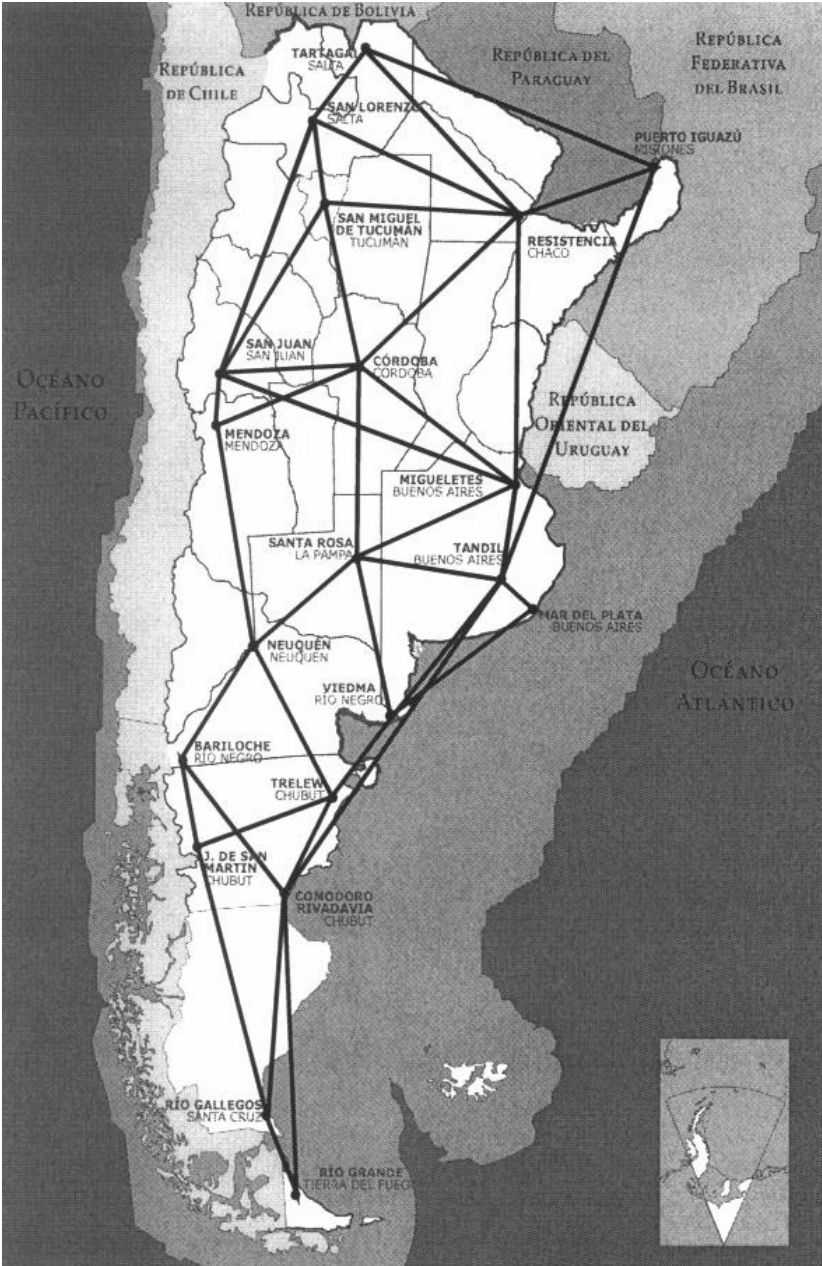 REPÚBLICA DE BOLIVIA
TARTAGAL
SALTA
REPÚBLICA
DE CHILE
REPÚBLICA DEL
PARAGUAY
REPÚBLICA
FEDERATIVA
DEL BRASIL
SAN LORENZO
SALTA
PUERTO IGUAZÙ
MISIONES
SAN MIGUEL
DE TUCUMÁN
TUCUMÁN
RESISTENCIA
CHACO
SAN JUAN
SAN JUAN
CÓRDOBA
CÓRDOBA
OCÉANO
PACÍFICO
REPÚBLICA
ORIENTAL DEL
URUGUAY
MENDOZA
MENDOZA
MIGUELETES
BUENOS AIRES
SANTA ROSA
LA PAMPA
TANDIL
BUENOS AIRES
MAR DEL PLATA
BUENOS AIRES
NEUQUÉN
NEUQUÉN
OCÉANO
ATLANTICO
VIEDMA
RÍO NEGRO
BARILOCHE
RÍO NEGRO
TRELEW
CHUBUT
J. DE SAN
MARTIN
CHUBUT
COMODORO
RIVADAVIA
CHUBUT
RÍO GALLEGOS
SANTA CRUZ
RÍO GRANDE
TIERRA DEL FUEGO